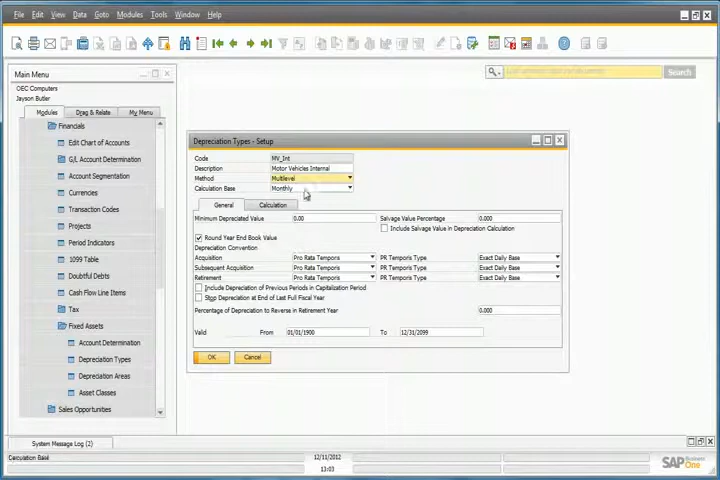 File Edit View Data Goto Modules Tools Window Help
Main Menu
OEC Computers
Jayson Butler
Modules Drag & Relate My Menu
Financials
Edit Chart of Accounts
G/L Account Determination
Account Segmentation
Currencies
Transaction Codes
Projects
Period Indicators
1099 Table
Doubtful Debts
Cash Flow Line Items
Tax
Fixed Assets
Account Determination
Depreciation Types
Depreciation Areas
Asset Classes
Sales Opportunities
Search
Depreciation Types - Setup
Code MV_Int
Description Motor Vehicles Internal
Method Multilevel
Calculation Base Monthly
General Calculation
Minimum Depreciated Value 0.00 Salvage Value Percentage 0.000
Include Salvage Value in Depreciation Calculation
Round Year End Book Value
Depreciation Convention
Acquisition Pro Rata Temporis PR Temporis Type Exact Daily Base
Subsequent Acquisition Pro Rata Temporis PR Temporis Type Exact Daily Base
Retirement Pro Rata Temporis PR Temporis Type Exact Daily Base
Include Depreciation of Previous Periods in Capitalization Period
Stop Depreciation at End of Last Full Fiscal Year
Percentage of Depreciation to Reverse in Retirement Year 0.000
Valid From 01/01/1900 To 12/31/2099
OK Cancel
System Message Log (2)
Calculation Base 12/11/2012
13:03
SAP Business One